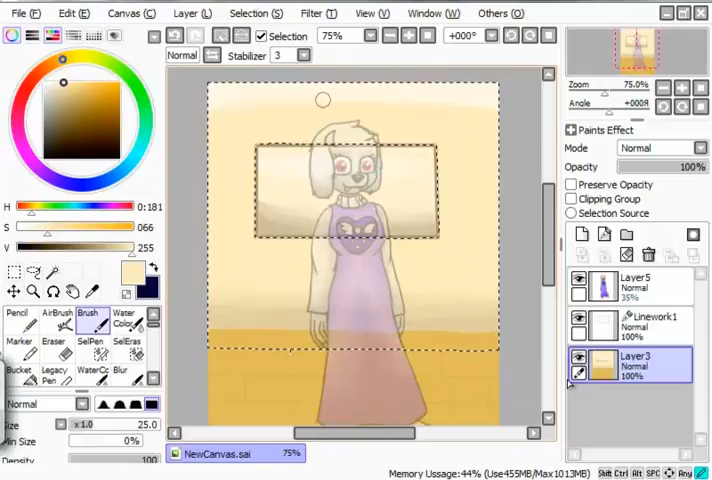 File (F) Edit (E) Canvas (C) Layer (L) Selection (S) Filter (T) View (V) Window (W) Others (O)
Selection 75% +000°
Normal Stabilizer 3
Zoom 75.0%
Angle +000Я
Paints Effect
Mode Normal
Opacity 100%
Preserve Opacity
Clipping Group
Selection Source
H 0:181
S 066
V 255
Layer5
Normal
35%
Linework1
Normal
100%
Layer3
Normal
100%
Pencil AirBrush Brush Water
Color
Marker Eraser SelPen SelEras
Bucket Legacy WaterCc Blur
Pen
Normal
Size x 1.0 25.0
Min Size 0%
Density 100
NewCanvas.sai 75%
Memory Ussage:44% (Use455MB/Max1013MB) Shift Ctrl Alt SPC Any